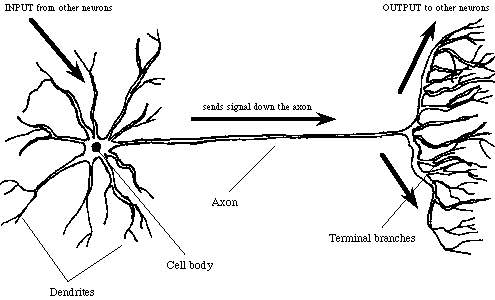 INPUT from other neurons
OUTPUT to other neurons
sends signal down the axon
Axon
Terminal branches
Cell body
Dendrites